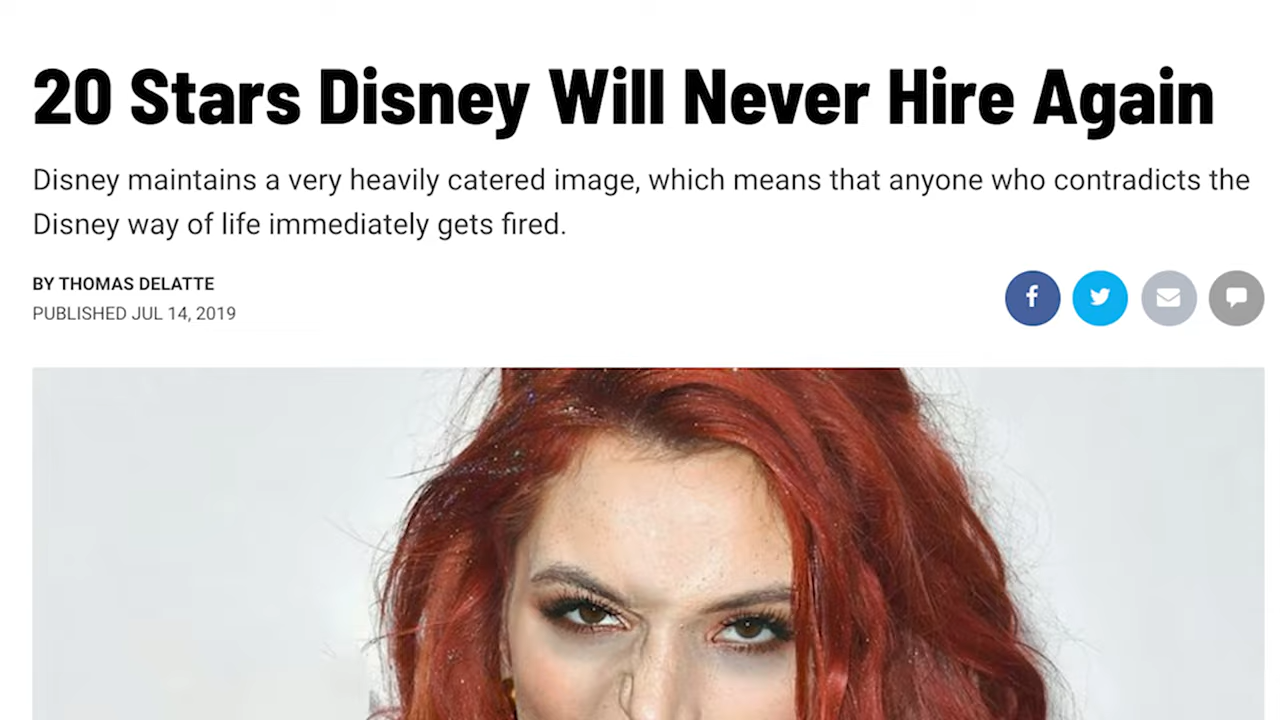 20 Stars Disney Will Never Hire Again
Disney maintains a very heavily catered image, which means that anyone who contradicts the
Disney way of life immediately gets fired.
BY THOMAS DELATTE
PUBLISHED JUL 14, 2019